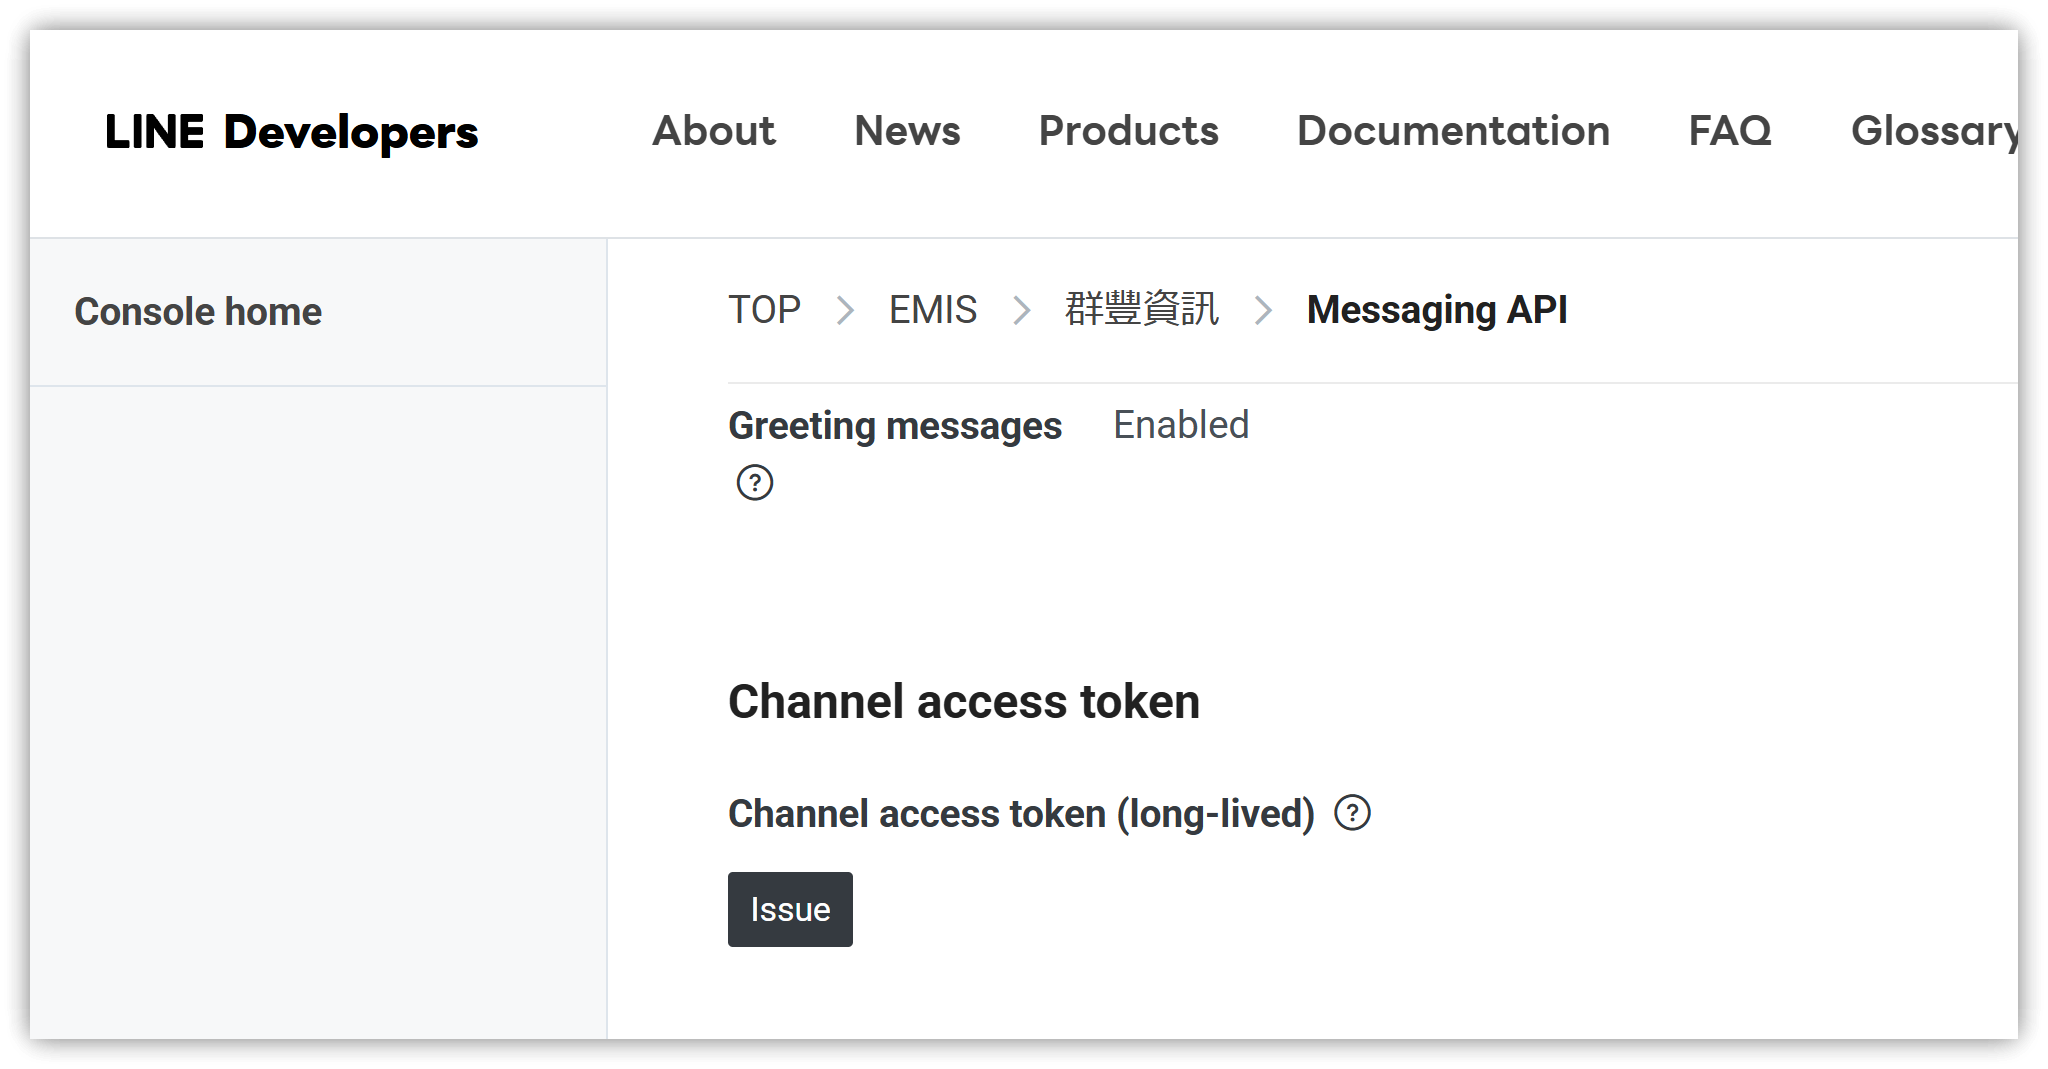 LINE Developers About News Products Documentation FAQ Glossary
Console home
TOP > EMIS > 群豐資訊 > Messaging API
Greeting messages Enabled
?
Channel access token
Channel access token (long-lived) ?
Issue